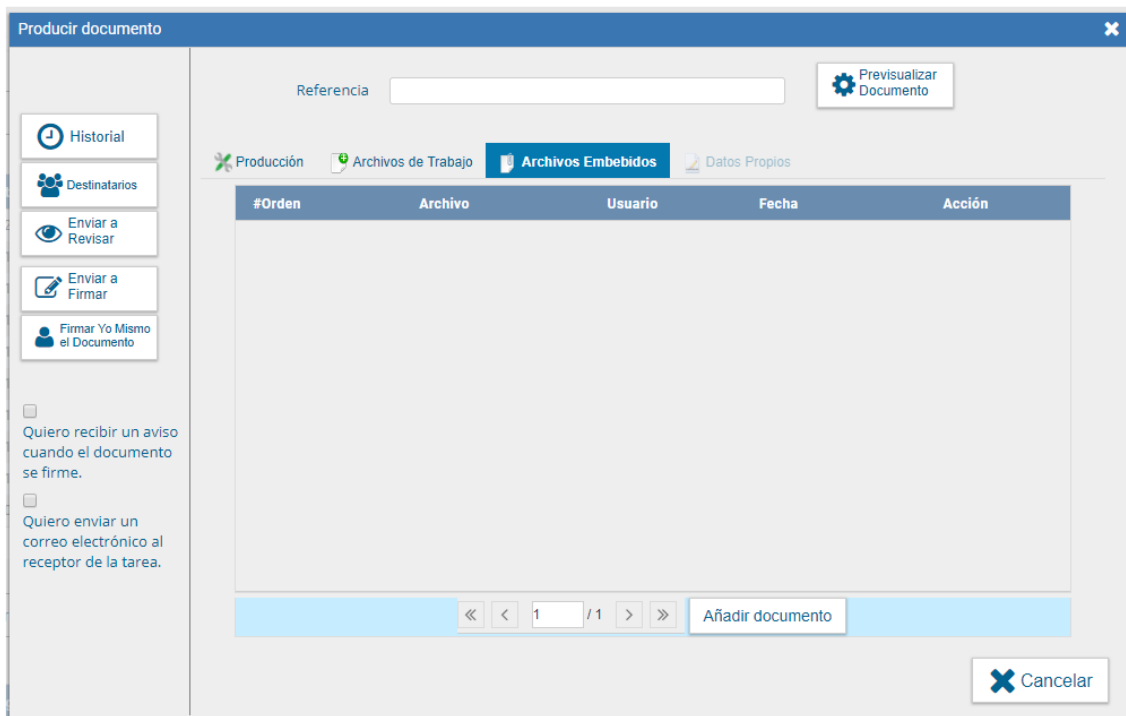 Producir documento
Referencia
Previsualizar
Documento
Historial
Destinatarios
Enviar a
Revisar
Enviar a
Firmar
Firmar Yo Mismo
el Documento
Quiero recibir un aviso
cuando el documento
se firme.
Quiero enviar un
correo electrónico al
receptor de la tarea.
Producción Archivos de Trabajo Archivos Embebidos Datos Propios
#Orden Archivo Usuario Fecha Acción
1 / 1 Añadir documento
Cancelar